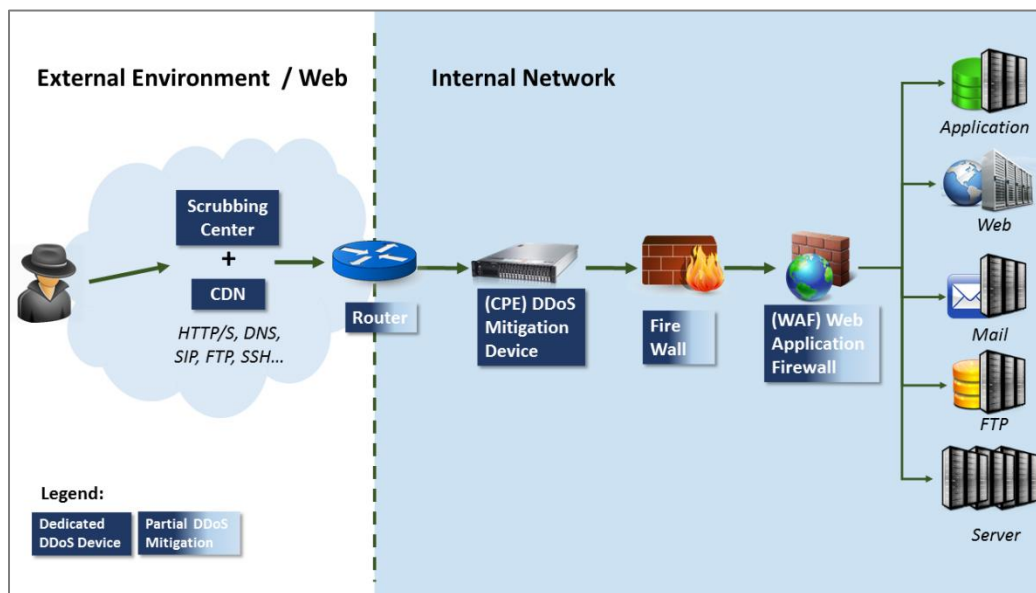 External Environment / Web
Internal Network
Scrubbing
Center
+
CDN
HTTP/S, DNS,
SIP, FTP, SSH...
Router
(CPE) DDoS
Mitigation
Device
Fire
Wall
(WAF) Web
Application
Firewall
Application
Web
Mail
FTP
Server
Legend:
Dedicated
DDoS Device
Partial DDoS
Mitigation